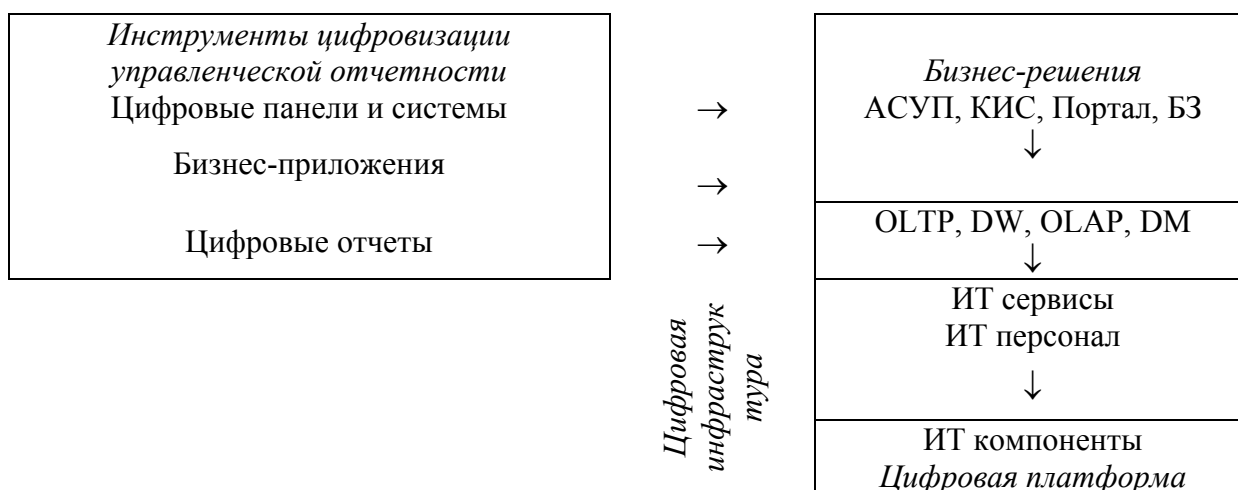 Инструменты цифровизации
управленческой отчетности
Цифровые панели и системы
Бизнес-приложения
Цифровые отчеты
→
→
→
Цифровая
инфраструк
тура
Бизнес-решения
АСУП, КИС, Портал, БЗ
↓
OLTP, DW, OLAP, DM
↓
ИТ сервисы
ИТ персонал
↓
ИТ компоненты
Цифровая платформа